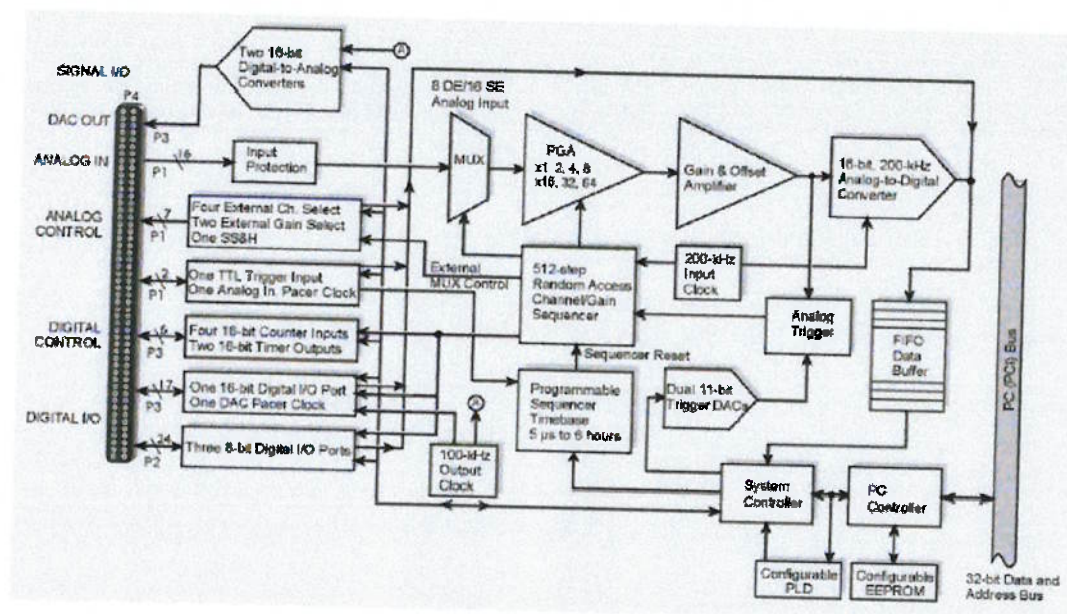 SIGNAL I/O
P4
DAC OUT
P3
ANALOG IN
16
P1
ANALOG
CONTROL
7
P1
2
P1
DIGITAL
CONTROL
6
P3
17
P3
DIGITAL I/O
24
P2
Two 16-bit
Digital-to-Analog
Converters
A
Input
Protection
Four External Ch. Select
Two External Gain Select
One SS&H
One TTL Trigger Input
One Analog In. Pacer Clock
Four 16-bit Counter Inputs
Two 16-bit Timer Outputs
One 16-bit Digital I/O Port
One DAC Pacer Clock
Three 8-bit Digital I/O Ports
8 DE/16 SE
Analog Input
MUX
PGA
x1, 2, 4, 8
x16, 32, 64
Gain & Offset
Amplifier
16-bit, 200-kHz
Analog-to-Digital
Converter
External
MUX Control
512-step
Random Access
Channel/Gain
Sequencer
200-kHz
Input
Clock
Analog
Trigger
FIFO
Data
Buffer
Sequencer Reset
Programmable
Sequencer
Timebase
5 µs to 6 hours
Dual 11-bit
Trigger DACs
A
100-kHz
Output
Clock
System
Controller
PC
Controller
Configurable
PLD
Configurable
EEPROM
PC (PCI) Bus
32-bit Data and
Address Bus